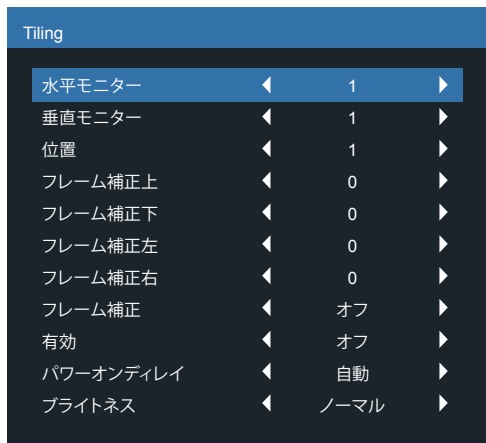 Tiling
水平モニター 1
垂直モニター 1
位置 1
フレーム補正上 0
フレーム補正下 0
フレーム補正左 0
フレーム補正右 0
フレーム補正 オフ
有効 オフ
パワーオンディレイ 自動
ブライトネス ノーマル